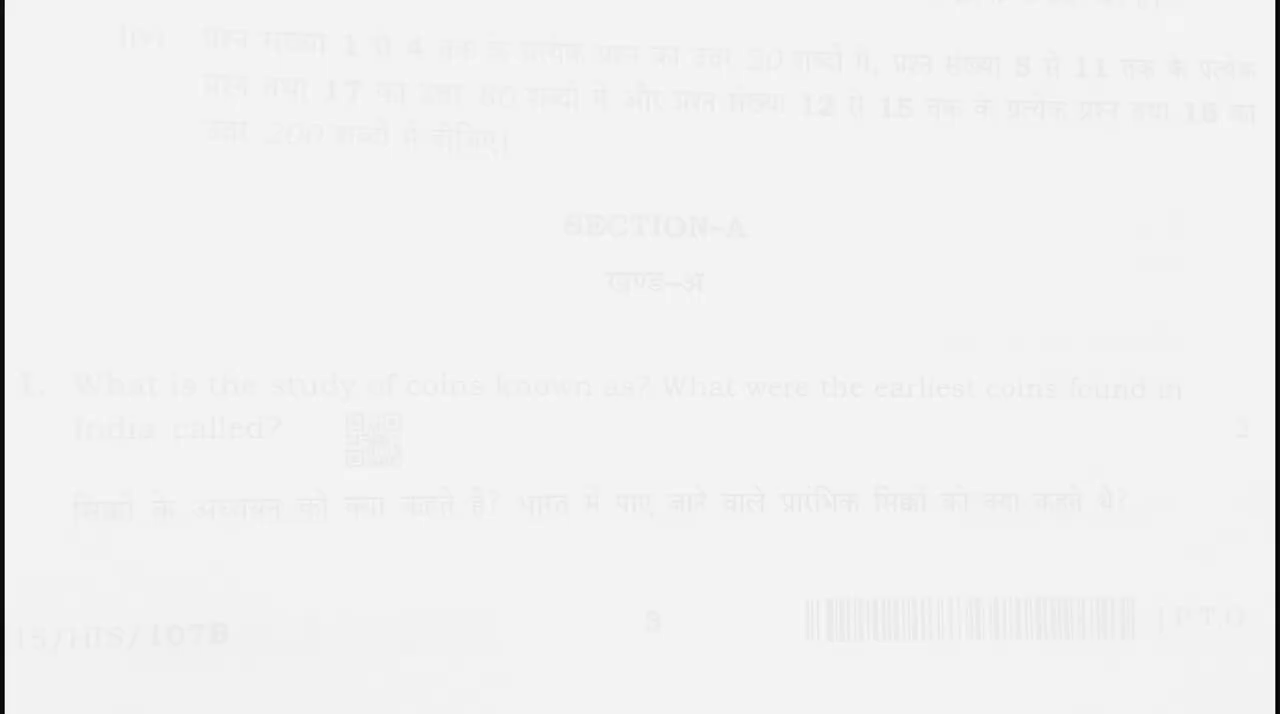 (iv) प्रश्न संख्या 1 से 4 तक के प्रत्येक प्रश्न का उत्तर 20 शब्दों में, प्रश्न संख्या 5 से 11 तक के प्रत्येक
प्रश्न तथा 17 का उत्तर 80 शब्दों में और प्रश्न संख्या 12 से 15 तक के प्रत्येक प्रश्न तथा 18 का
उत्तर 200 शब्दों में दीजिए।
SECTION–A
खण्ड–अ
1. What is the study of coins known as? What were the earliest coins found in
India called? 2
सिक्कों के अध्ययन को क्या कहते हैं? भारत में पाए जाने वाले प्रारंभिक सिक्कों को क्या कहते थे?
15/HIS/107B 3 [ P.T.O.